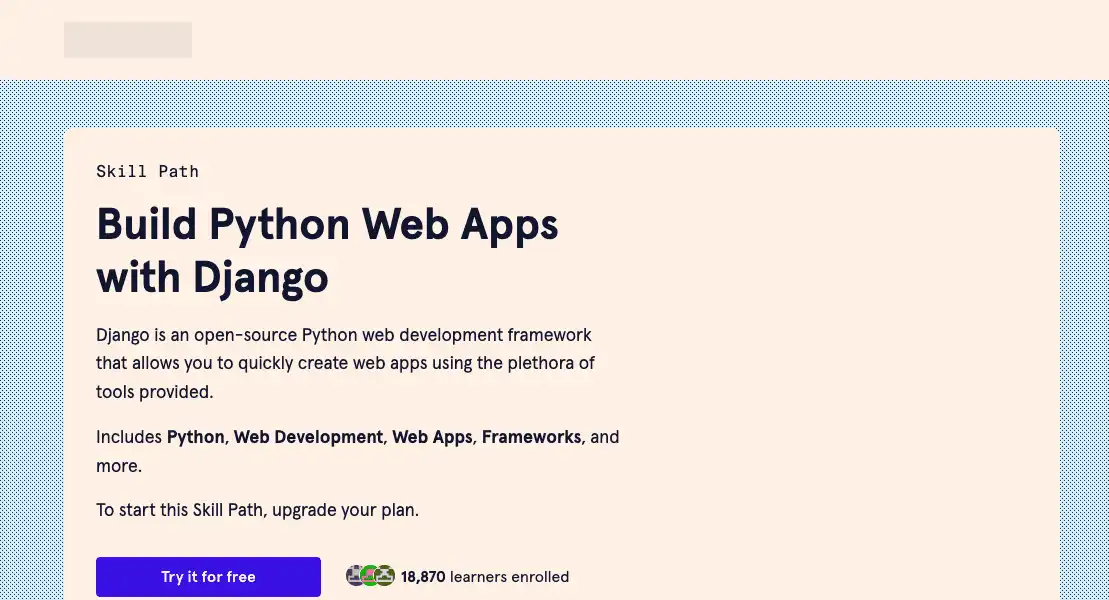 Skill Path
Build Python Web Apps
with Django
Django is an open-source Python web development framework
that allows you to quickly create web apps using the plethora of
tools provided.
Includes Python, Web Development, Web Apps, Frameworks, and
more.
To start this Skill Path, upgrade your plan.
Try it for free
18,870 learners enrolled